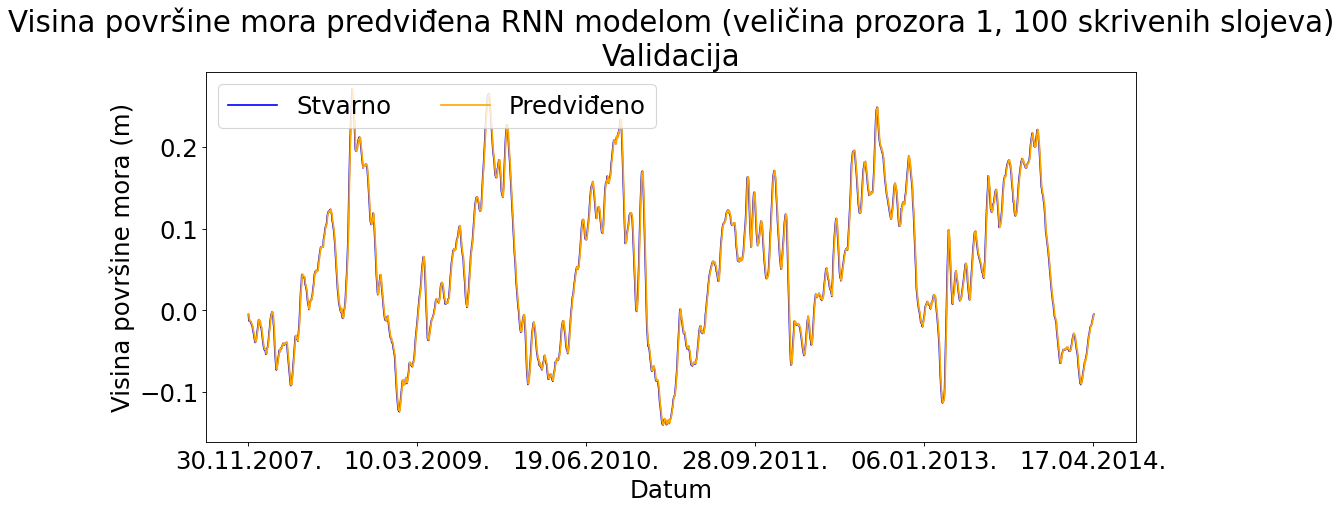 Visina površine mora predviđena RNN modelom (veličina prozora 1, 100 skrivenih slojeva)
Validacija
Stvarno
Predviđeno
Visina površine mora (m)
0.2
0.1
0.0
−0.1
30.11.2007.
10.03.2009.
19.06.2010.
28.09.2011.
06.01.2013.
17.04.2014.
Datum